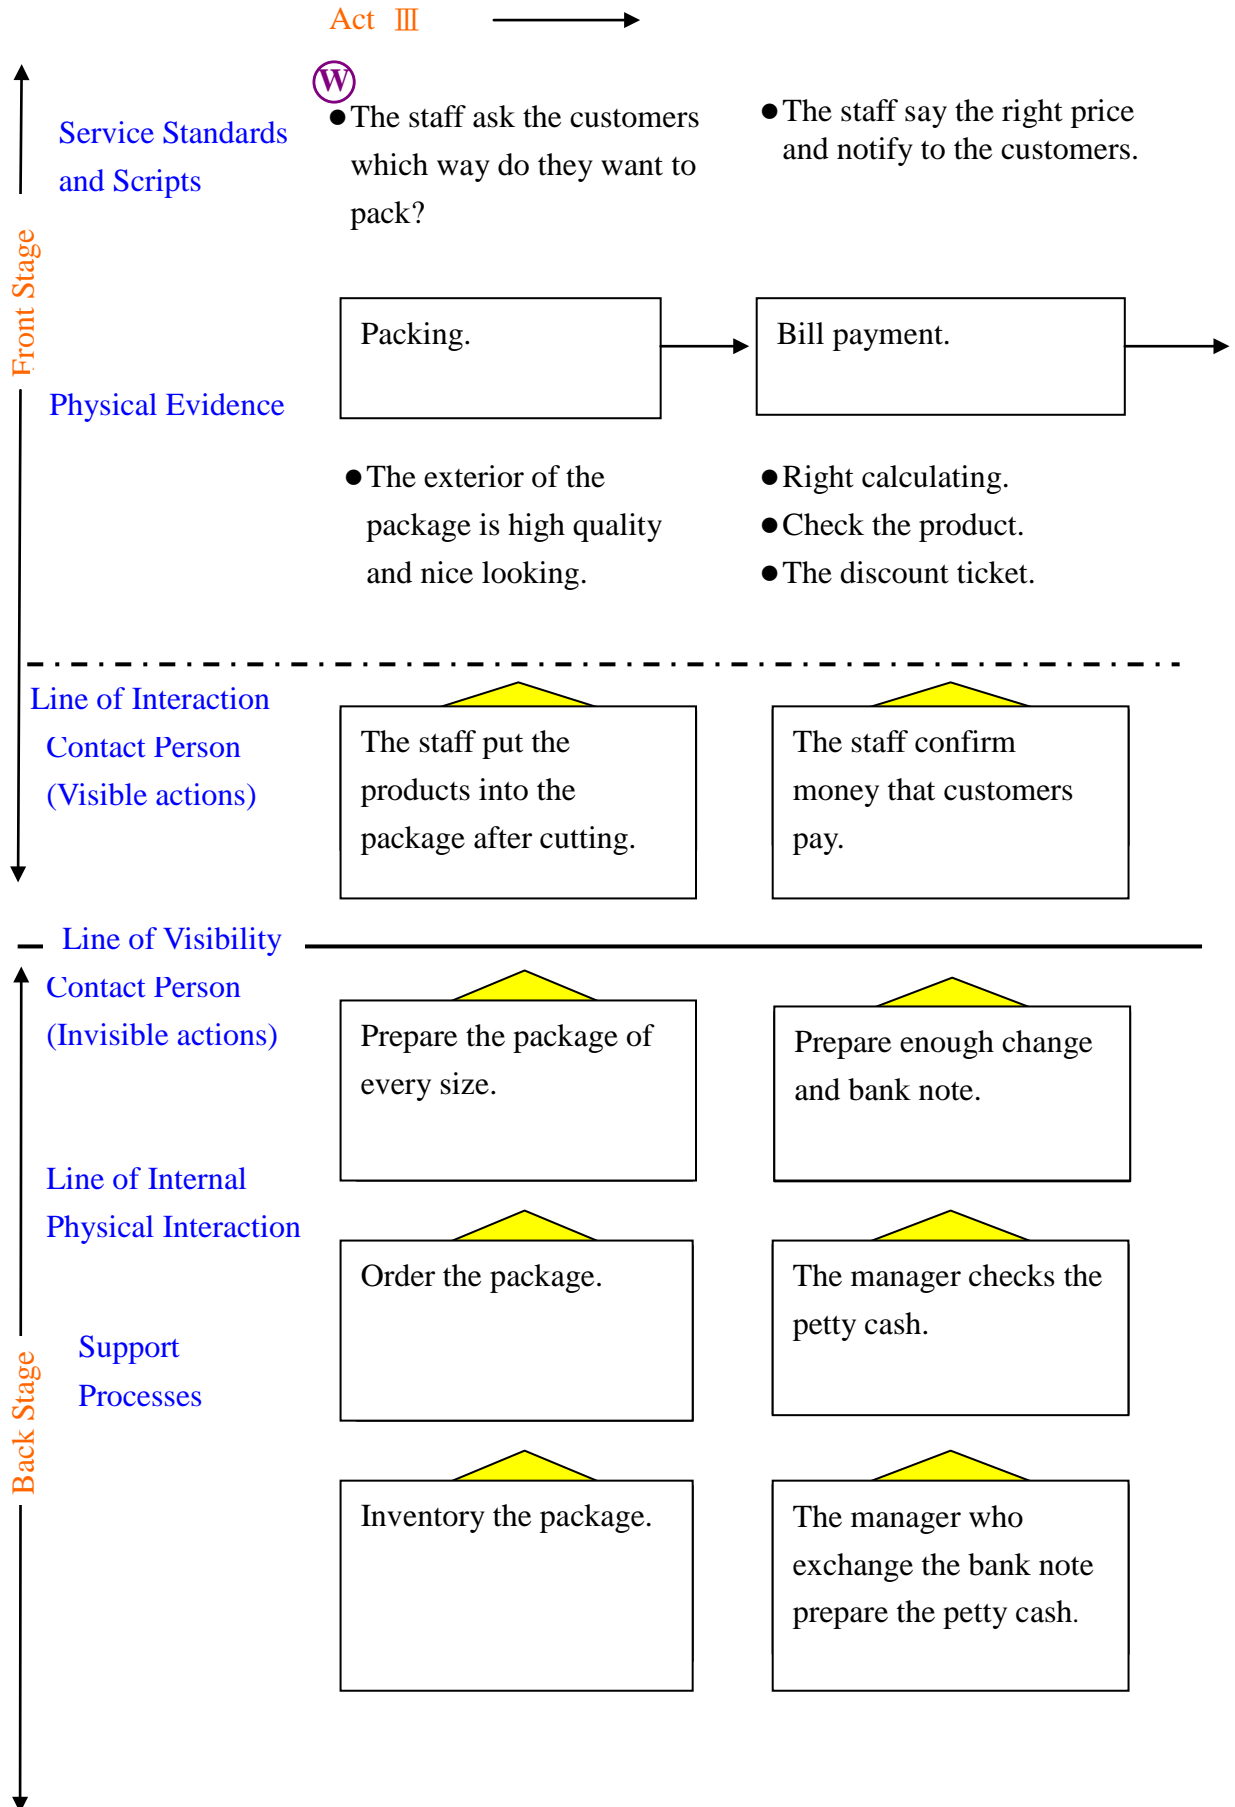 Act Ⅲ
W
Service Standards
and Scripts
●The staff ask the customers
which way do they want to
pack?
●The staff say the right price
and notify to the customers.
Front Stage
Packing.
Bill payment.
Physical Evidence
●The exterior of the
package is high quality
and nice looking.
●Right calculating.
●Check the product.
●The discount ticket.
Line of Interaction
Contact Person
(Visible actions)
The staff put the
products into the
package after cutting.
The staff confirm
money that customers
pay.
Line of Visibility
Contact Person
(Invisible actions)
Prepare the package of
every size.
Prepare enough change
and bank note.
Line of Internal
Physical Interaction
Order the package.
The manager checks the
petty cash.
Support
Processes
Back Stage
Inventory the package.
The manager who
exchange the bank note
prepare the petty cash.